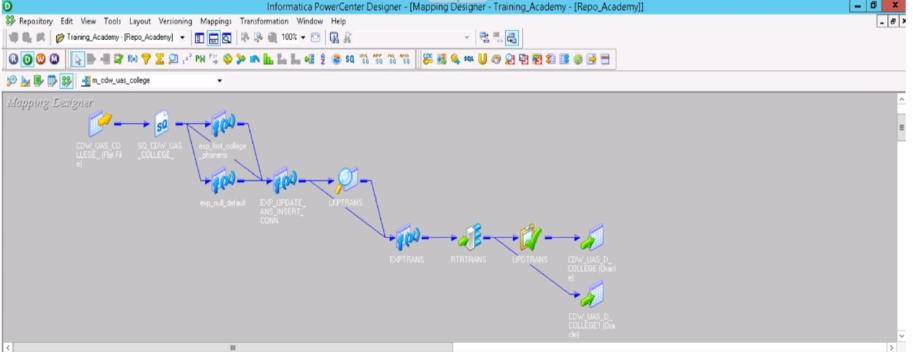 Informatica PowerCenter Designer - [Mapping Designer - Training_Academy - [Repo_Academy]]
Repository Edit View Tools Layout Versioning Mappings Transformation Window Help
Training_Academy - [Repo_Academy] 100%
m_cdw_uas_college
Mapping Designer
CDW_UAS_CO
LLEGE_ (Flat Fil
e)
SQ_CDW_UAS
_COLLEGE_
exp_null_default
EXP_UPDATE_
ANS_INSERT_
CONN
LKPTRANS
EXPTRANS
RTRTRANS
UPDTRANS
CDW_UAS_D_
COLLEGE (Oracl
e)
CDW_UAS_D_
COLLEGE1 (Ora
cle)